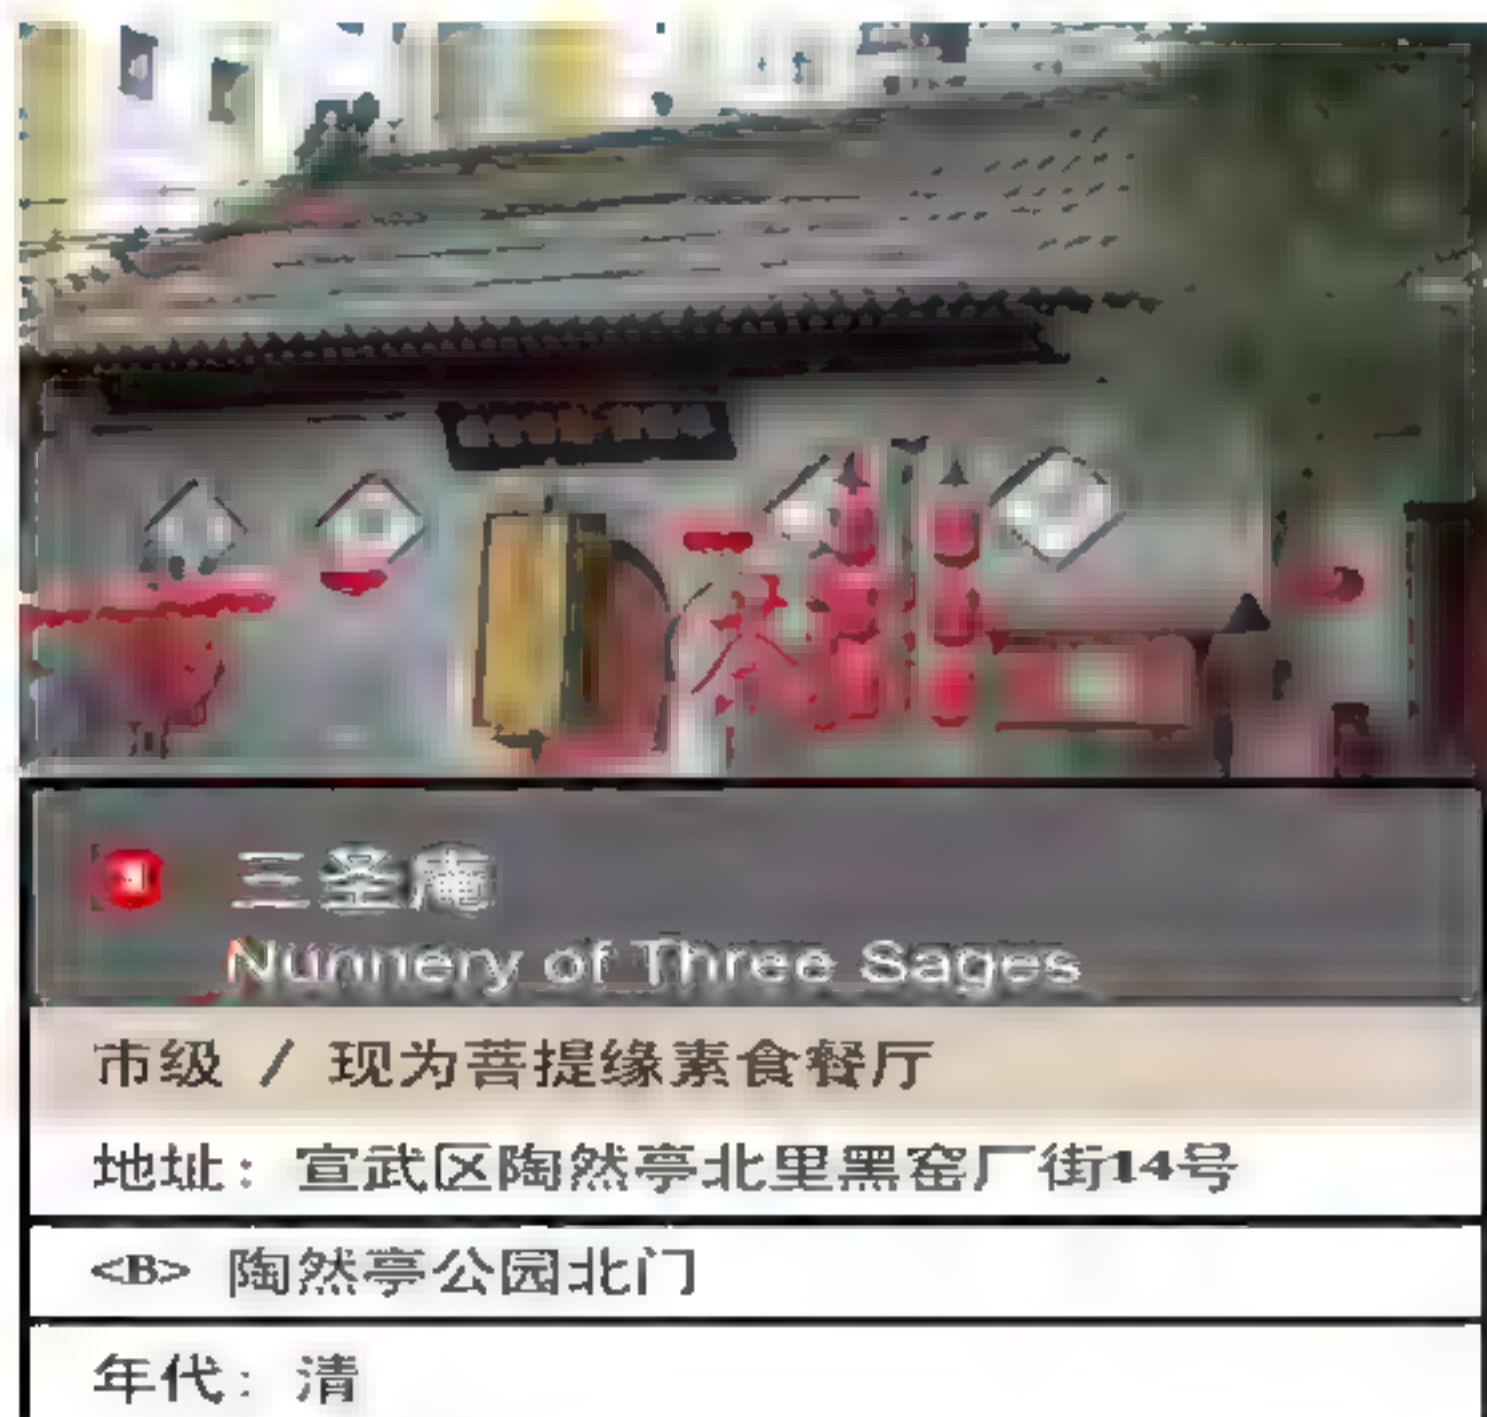 三圣庵
Nunnery of Three Sages
市级 / 现为菩提缘素食餐厅
地址: 宣武区陶然亭北里黑窑厂街14号
<B> 陶然亭公园北门
年代: 清